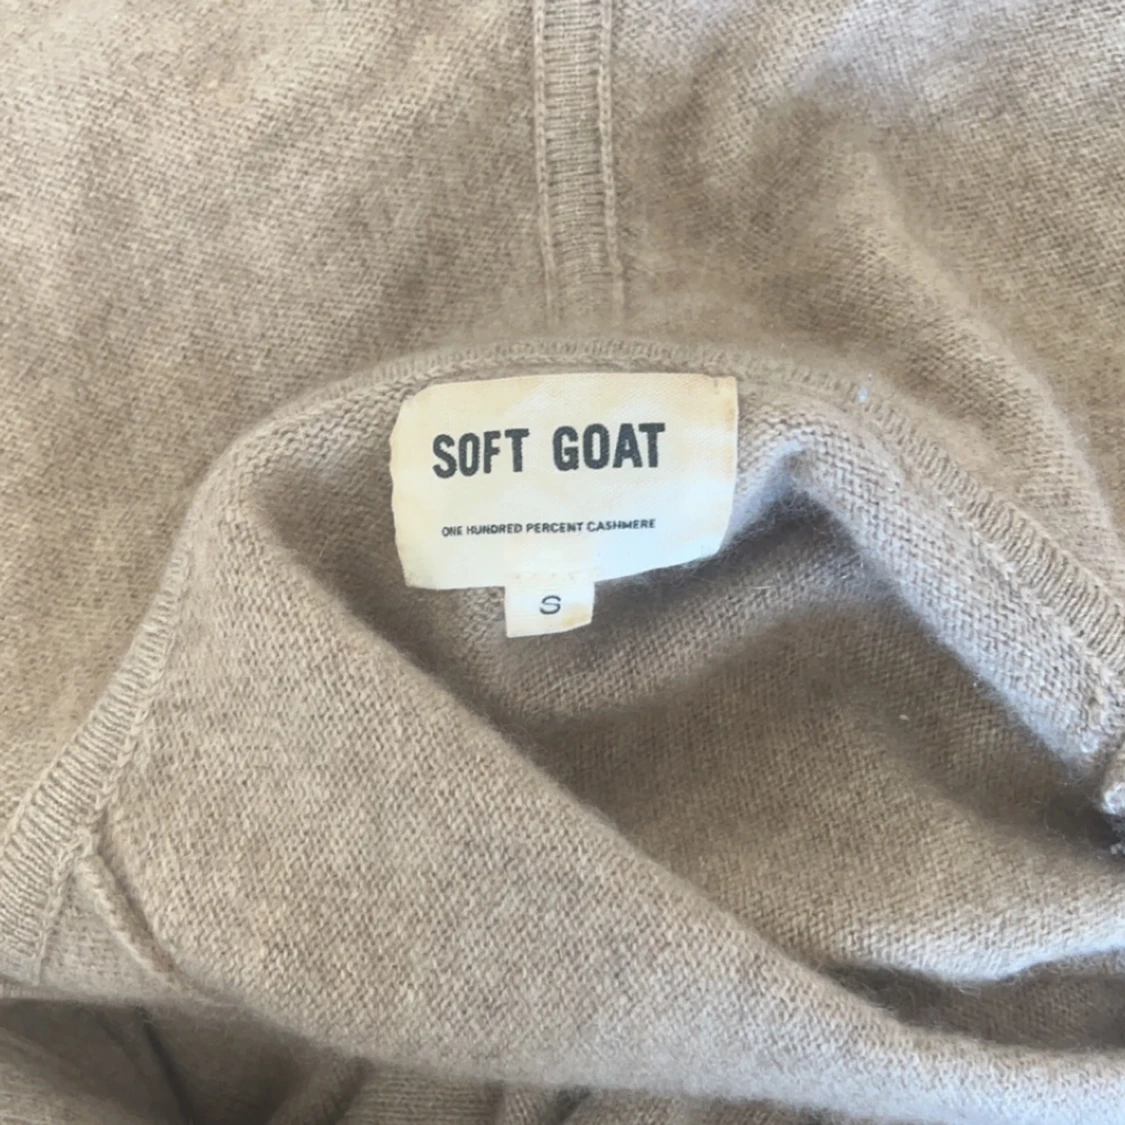 SOFT GOAT
ONE HUNDRED PERCENT CASHMERE
S